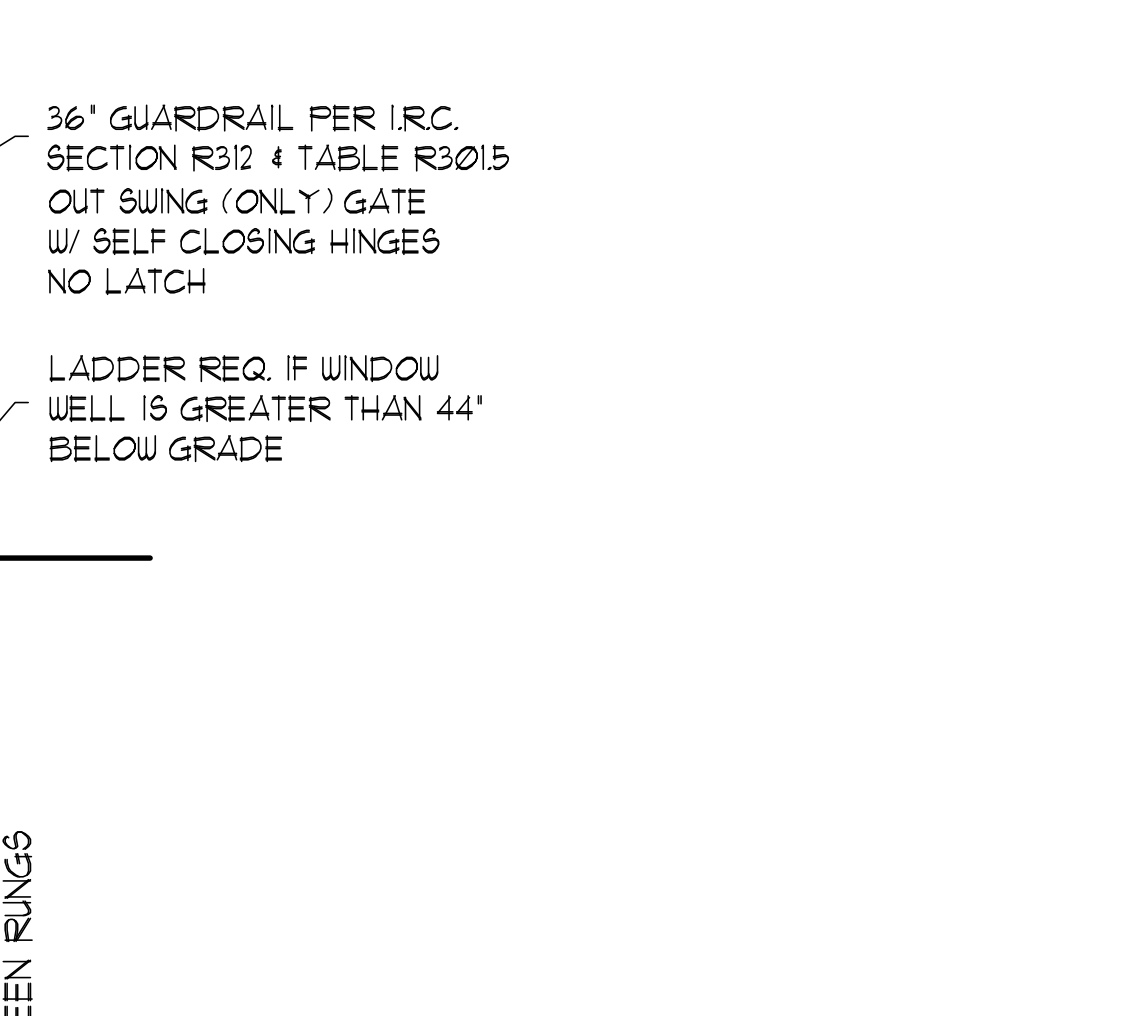 36" GUARDRAIL PER I.R.C.
SECTION R312 & TABLE R301.5
OUT SWING (ONLY) GATE
W/ SELF CLOSING HINGES
NO LATCH
LADDER REQ. IF WINDOW
WELL IS GREATER THAN 44"
BELOW GRADE
RUNGS